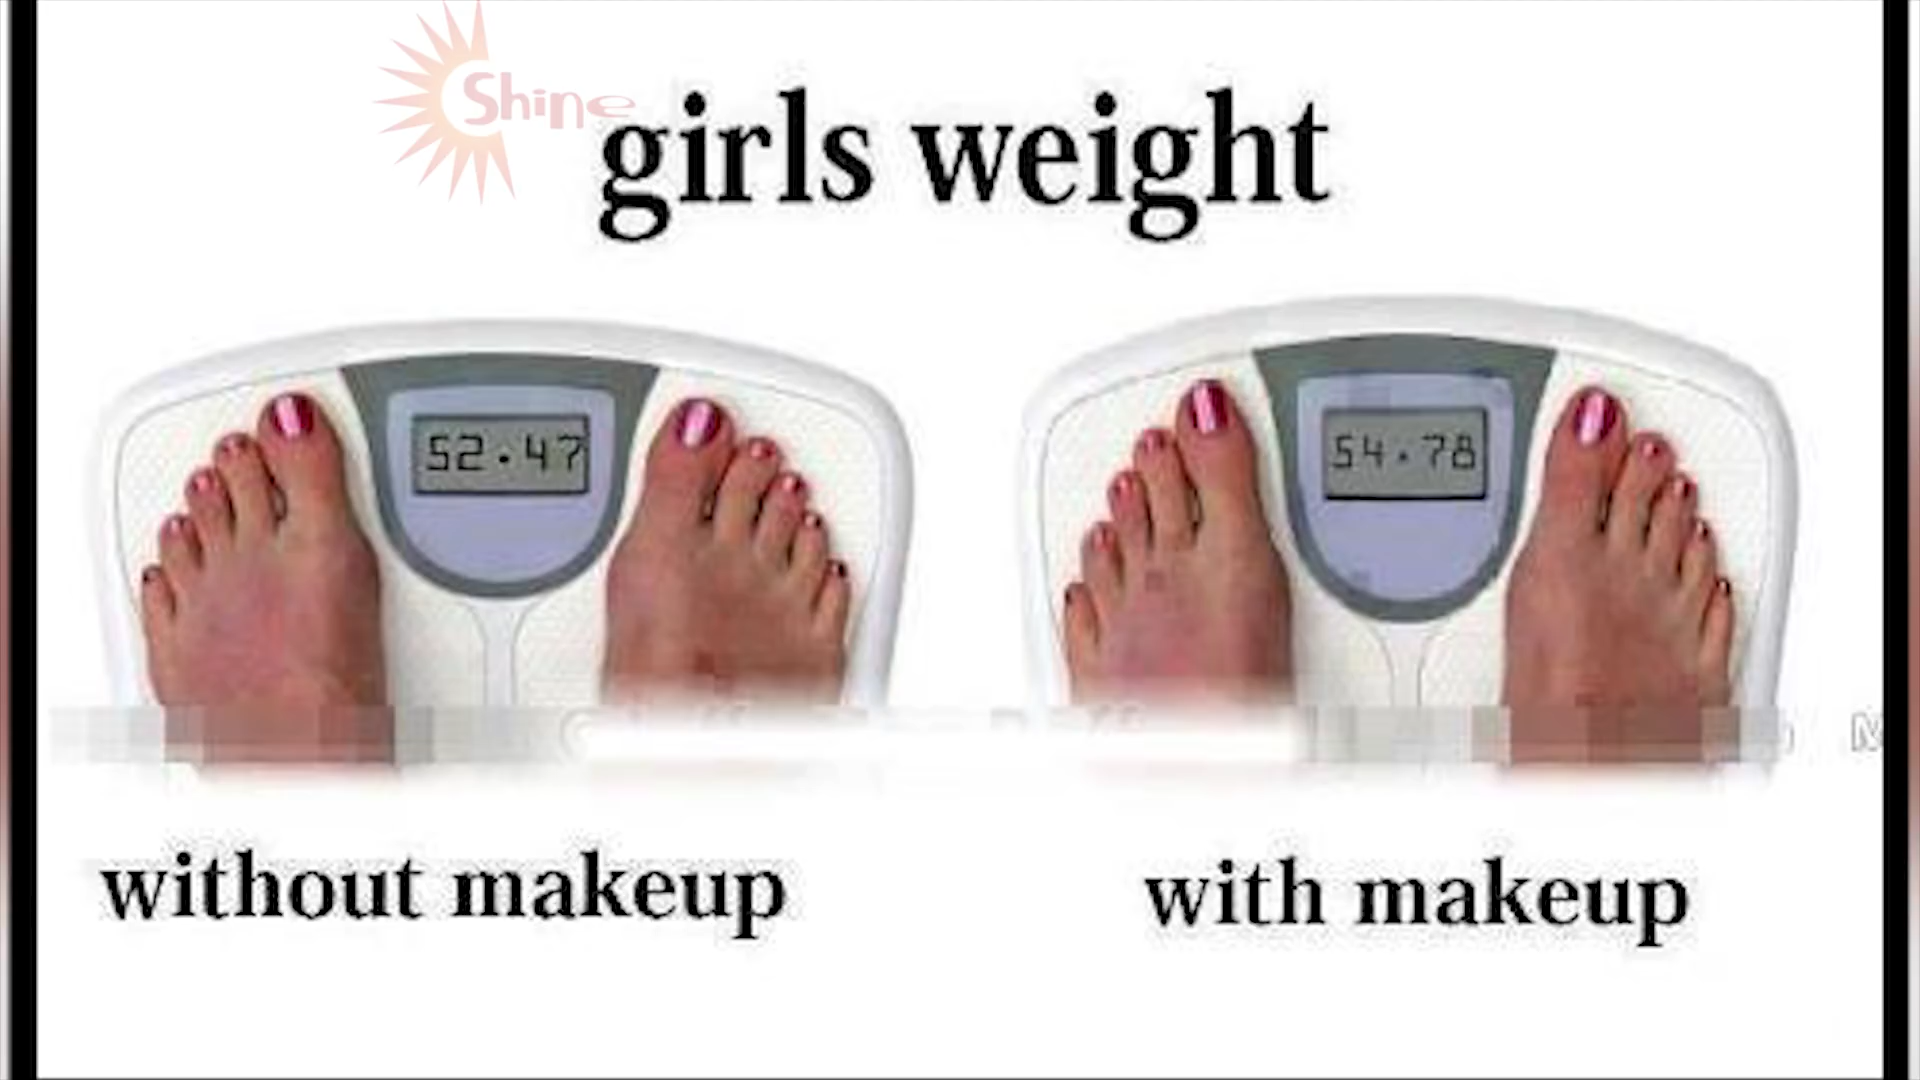 Shine
girls weight
52.47
54.78
without makeup
with makeup